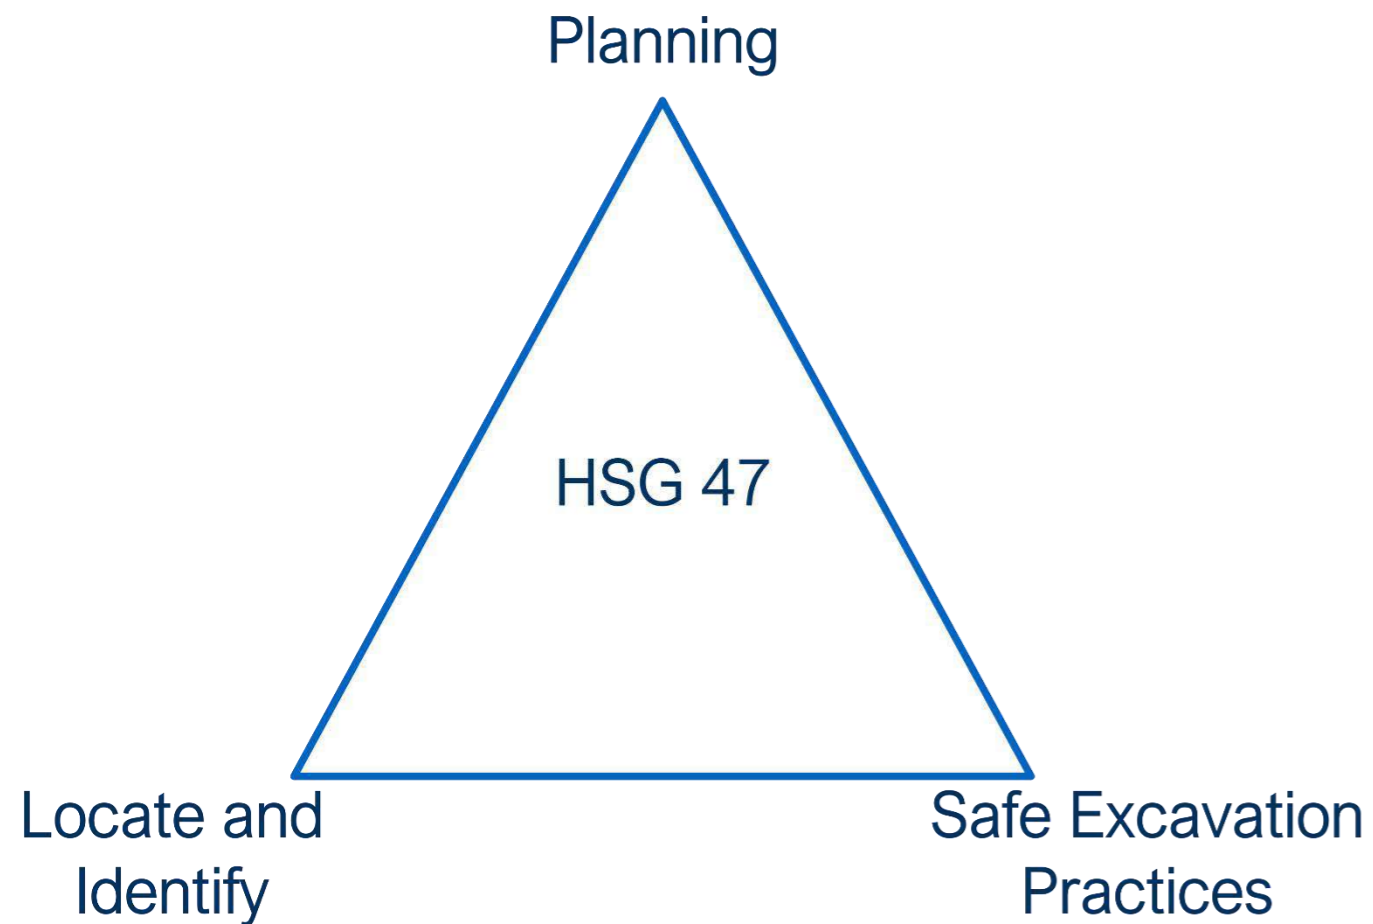 Planning
HSG 47
Locate and
Identify
Safe Excavation
Practices